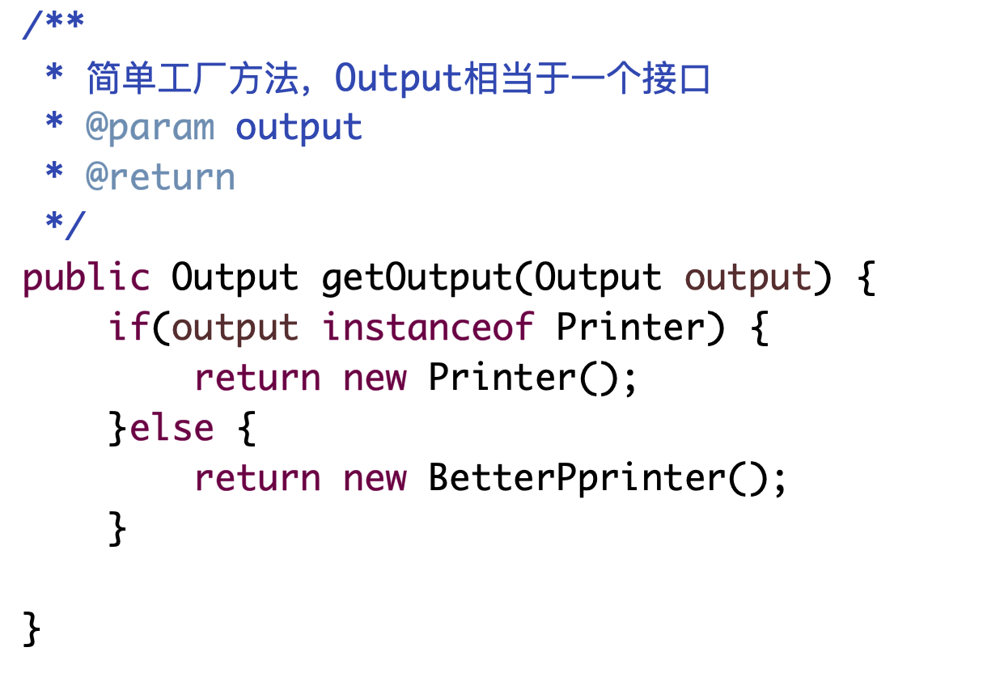 /**
 * 简单工厂方法，Output相当于一个接口
 * @param output
 * @return
 */
public Output getOutput(Output output) {
    if(output instanceof Printer) {
        return new Printer();
    }else {
        return new BetterPprinter();
    }
}